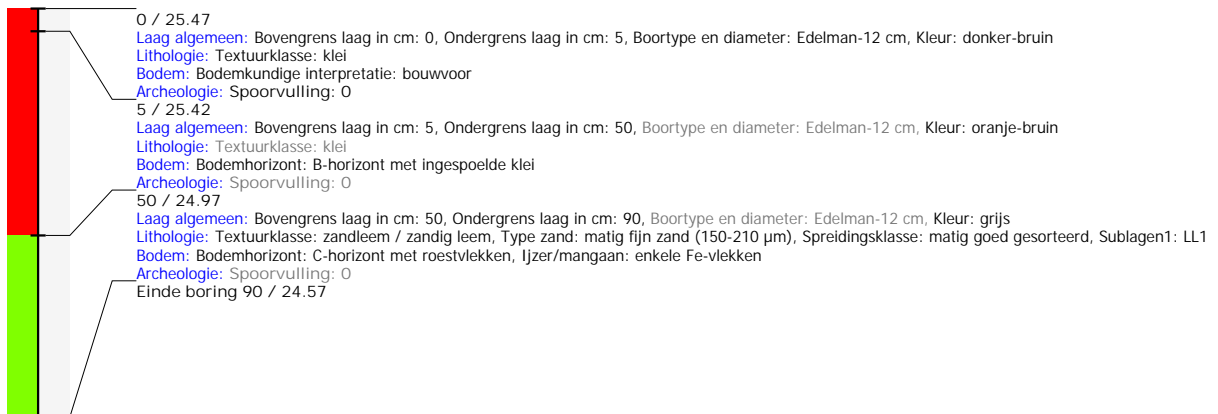 0 / 25.47
Laag algemeen: Bovengrens laag in cm: 0, Ondergrens laag in cm: 5, Boortype en diameter: Edelman-12 cm, Kleur: donker-bruin
Lithologie: Textuurklasse: klei
Bodem: Bodemkundige interpretatie: bouwvoor
Archeologie: Spoorvulling: 0
5 / 25.42
Laag algemeen: Bovengrens laag in cm: 5, Ondergrens laag in cm: 50, Boortype en diameter: Edelman-12 cm, Kleur: oranje-bruin
Lithologie: Textuurklasse: klei
Bodem: Bodemhorizont: B-horizont met ingespoelde klei
Archeologie: Spoorvulling: 0
50 / 24.97
Laag algemeen: Bovengrens laag in cm: 50, Ondergrens laag in cm: 90, Boortype en diameter: Edelman-12 cm, Kleur: grijs
Lithologie: Textuurklasse: zandleem / zandig leem, Type zand: matig fijn zand (150-210 µm), Spreidingsklasse: matig goed gesorteerd, Sublagen1: LL1
Bodem: Bodemhorizont: C-horizont met roestvlekken, Ijzer/mangaan: enkele Fe-vlekken
Archeologie: Spoorvulling: 0
Einde boring 90 / 24.57